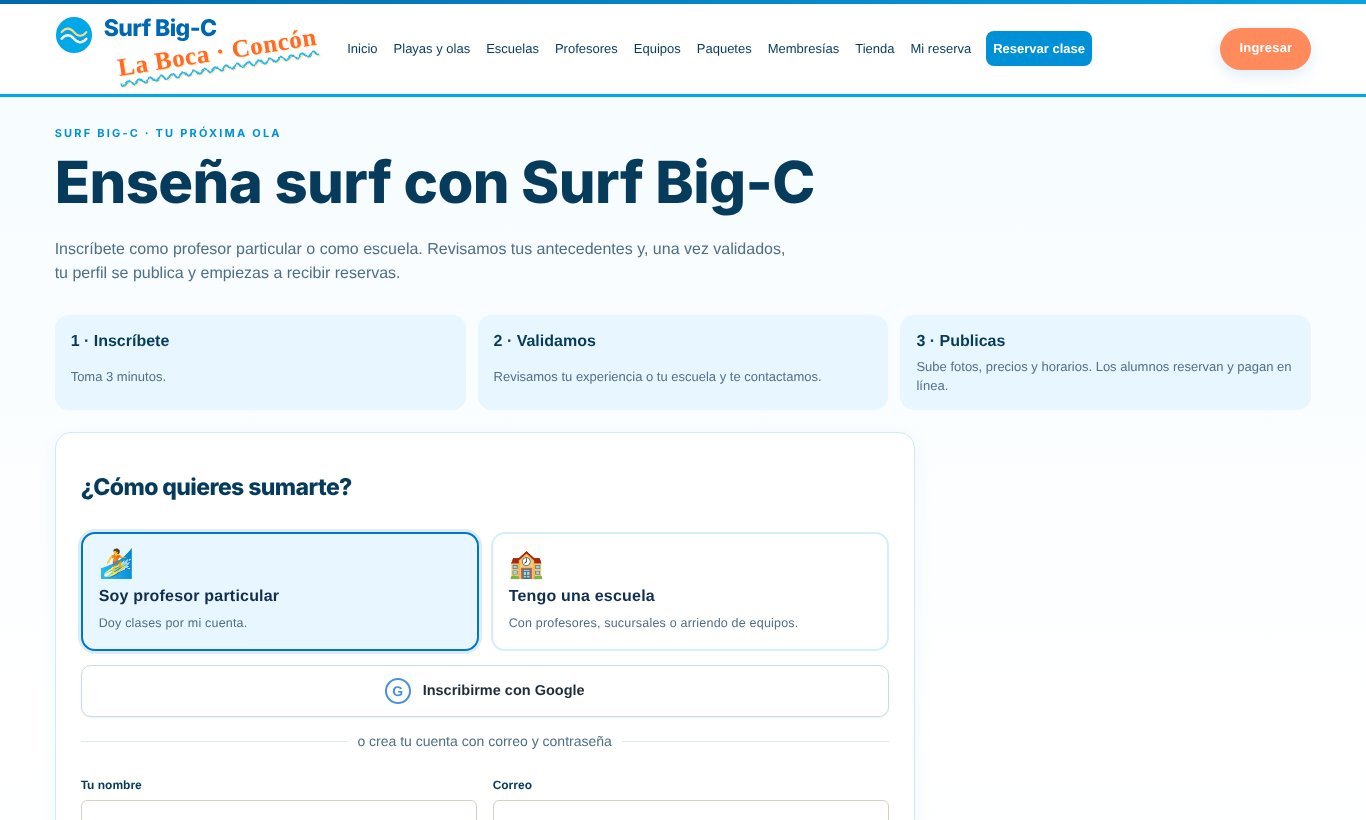 Surf Big-C
La Boca · Concón
Inicio
Playas y olas
Escuelas
Profesores
Equipos
Paquetes
Membresías
Tienda
Mi reserva
Reservar clase
Ingresar
SURF BIG-C · TU PRÓXIMA OLA
Enseña surf con Surf Big-C
Inscríbete como profesor particular o como escuela. Revisamos tus antecedentes y, una vez validados,
tu perfil se publica y empiezas a recibir reservas.
1 · Inscríbete
Toma 3 minutos.
2 · Validamos
Revisamos tu experiencia o tu escuela y te contactamos.
3 · Publicas
Sube fotos, precios y horarios. Los alumnos reservan y pagan en
línea.
¿Cómo quieres sumarte?
Soy profesor particular
Doy clases por mi cuenta.
Tengo una escuela
Con profesores, sucursales o arriendo de equipos.
G Inscribirme con Google
o crea tu cuenta con correo y contraseña
Tu nombre
Correo